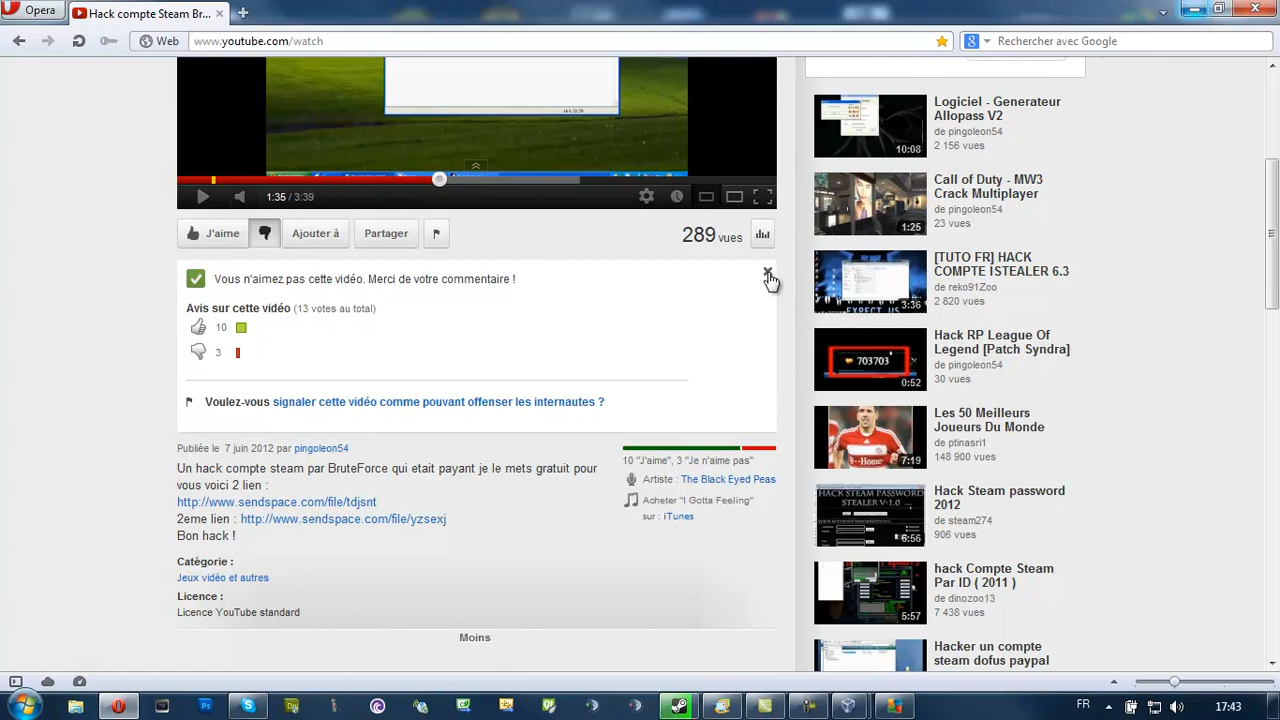 Opera
Hack compte Steam Br...
Web
www.youtube.com/watch
Rechercher avec Google
1:35 / 3:39
J'aime
Ajouter à
Partager
289 vues
Vous n'aimez pas cette vidéo. Merci de votre commentaire !
Avis sur cette vidéo (13 votes au total)
10
3
Voulez-vous signaler cette vidéo comme pouvant offenser les internautes ?
Publiée le 7 juin 2012 par pingoleon54
Hack compte steam par BruteForce qui etait payant je le mets gratuit pour
vous voici 2 lien :
http://www.sendspace.com/file/tdjsnt
2eme lien : http://www.sendspace.com/file/yzsexj
Bon hack !
Catégorie :
Jeux vidéo et autres
Licence :
Licence YouTube standard
10 "J'aime", 3 "Je n'aime pas"
Artiste : The Black Eyed Peas
Acheter "I Gotta Feeling"
sur : iTunes
Moins
Logiciel - Generateur
Allopass V2
de pingoleon54
2 156 vues
10:08
Call of Duty - MW3
Crack Multiplayer
de pingoleon54
23 vues
1:25
[TUTO FR] HACK
COMPTE ISTEALER 6.3
de reko91Zoo
2 820 vues
EXPECT US
3:36
Hack RP League Of
Legend [Patch Syndra]
de pingoleon54
30 vues
703703
0:52
Les 50 Meilleurs
Joueurs Du Monde
de ptinasri1
148 900 vues
7:19
Hack Steam password
2012
de steam274
906 vues
HACK STEAM PASSWORD
STEALER V-1.0
6:56
hack Compte Steam
Par ID ( 2011 )
de dinozoo13
7 438 vues
5:57
Hacker un compte
steam dofus paypal
FR
17:43